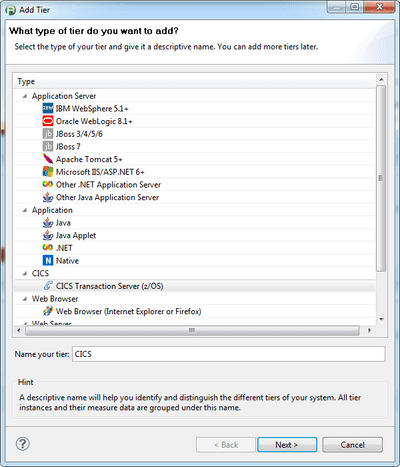 Add Tier
What type of tier do you want to add?
Select the type of your tier and give it a descriptive name. You can add more tiers later.
Type
Application Server
IBM WebSphere 5.1+
Oracle WebLogic 8.1+
JBoss 3/4/5/6
JBoss 7
Apache Tomcat 5+
Microsoft IIS/ASP.NET 6+
Other .NET Application Server
Other Java Application Server
Application
Java
Java Applet
.NET
Native
CICS
CICS Transaction Server (z/OS)
Web Browser
Web Browser (Internet Explorer or Firefox)
Web Server
Name your tier: CICS
Hint
A descriptive name will help you identify and distinguish the different tiers of your system. All tier
instances and their measure data are grouped under this name.
< Back Next > Cancel